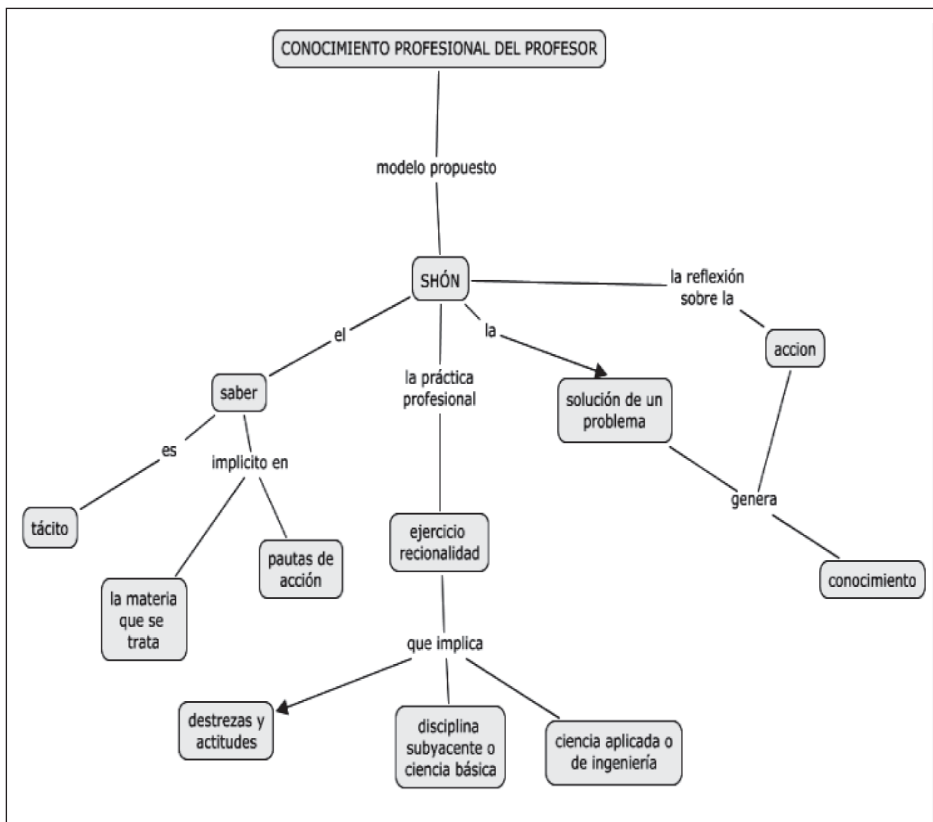 CONOCIMIENTO PROFESIONAL DEL PROFESOR
modelo propuesto
SHÓN
la reflexión
sobre la
accion
el
la
saber
la práctica
profesional
solución de un
problema
es
implicito en
genera
tácito
pautas de
acción
la materia
que se
trata
ejercicio
recionalidad
conocimiento
que implica
destrezas y
actitudes
disciplina
subyacente o
ciencia básica
ciencia aplicada o
de ingeniería